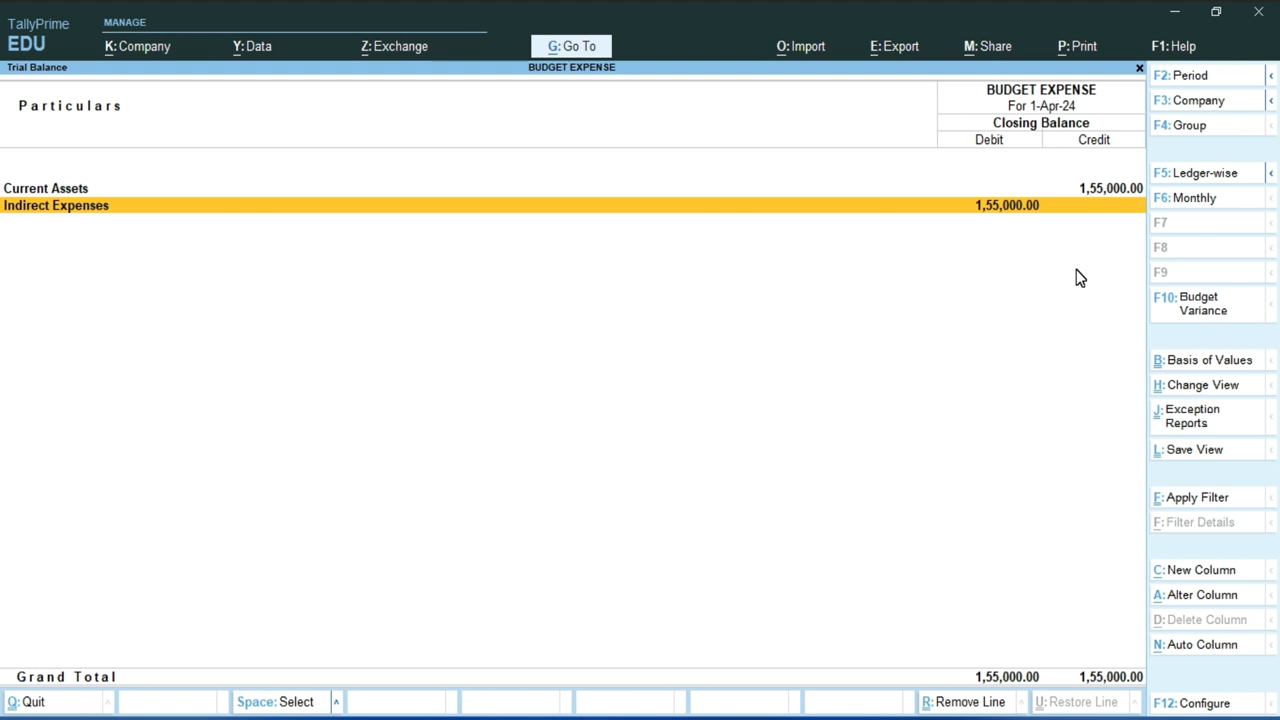 TallyPrime
EDU
MANAGE
K: Company
Y: Data
Z: Exchange
G: Go To
O: Import
E: Export
M: Share
P: Print
F1: Help
Trial Balance
BUDGET EXPENSE
x
Particulars
BUDGET EXPENSE
For 1-Apr-24
Closing Balance
Debit Credit
Current Assets 1,55,000.00
Indirect Expenses 1,55,000.00
Grand Total 1,55,000.00 1,55,000.00
F2: Period
F3: Company
F4: Group
F5: Ledger-wise
F6: Monthly
F7
F8
F9
F10: Budget
Variance
B: Basis of Values
H: Change View
J: Exception
Reports
L: Save View
F: Apply Filter
F: Filter Details
C: New Column
A: Alter Column
D: Delete Column
N: Auto Column
F12: Configure
Q: Quit
Space: Select
R: Remove Line
U: Restore Line